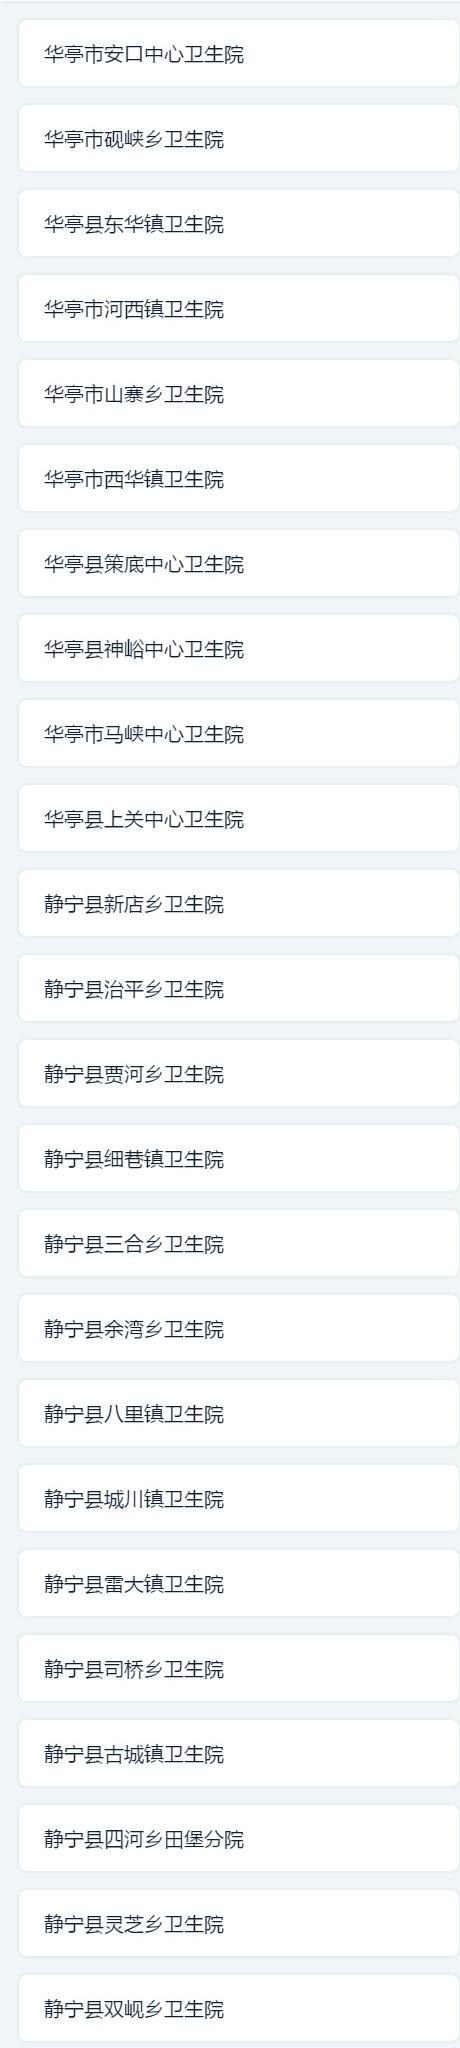 华亭市安口中心卫生院
华亭市砚峡乡卫生院
华亭县东华镇卫生院
华亭市河西镇卫生院
华亭市山寨乡卫生院
华亭市西华镇卫生院
华亭县策底中心卫生院
华亭县神峪中心卫生院
华亭市马峡中心卫生院
华亭县上关中心卫生院
静宁县新店乡卫生院
静宁县治平乡卫生院
静宁县贾河乡卫生院
静宁县细巷镇卫生院
静宁县三合乡卫生院
静宁县余湾乡卫生院
静宁县八里镇卫生院
静宁县城川镇卫生院
静宁县雷大镇卫生院
静宁县司桥乡卫生院
静宁县古城镇卫生院
静宁县四河乡田堡分院
静宁县灵芝乡卫生院
静宁县双岘乡卫生院